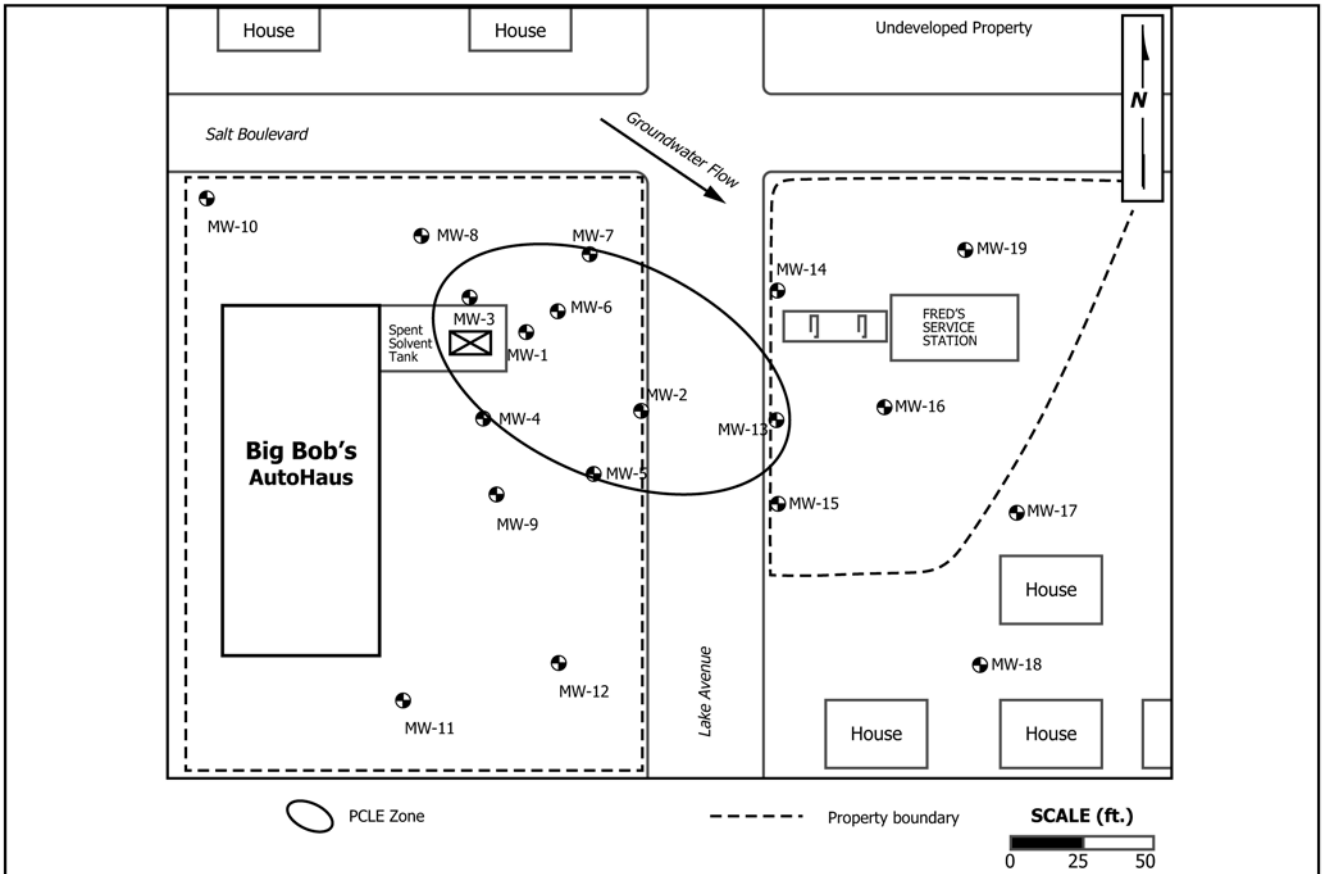 House
House
Undeveloped Property
N
Salt Boulevard
Groundwater Flow
MW-10
MW-8
MW-7
MW-19
MW-14
MW-3
MW-6
Spent
Solvent
Tank
MW-1
FRED'S
SERVICE
STATION
MW-2
MW-4
MW-13
MW-16
Big Bob's
AutoHaus
MW-5
MW-9
MW-15
MW-17
House
MW-12
MW-18
MW-11
Lake Avenue
House
House
PCLE Zone
Property boundary
SCALE (ft.)
0 25 50